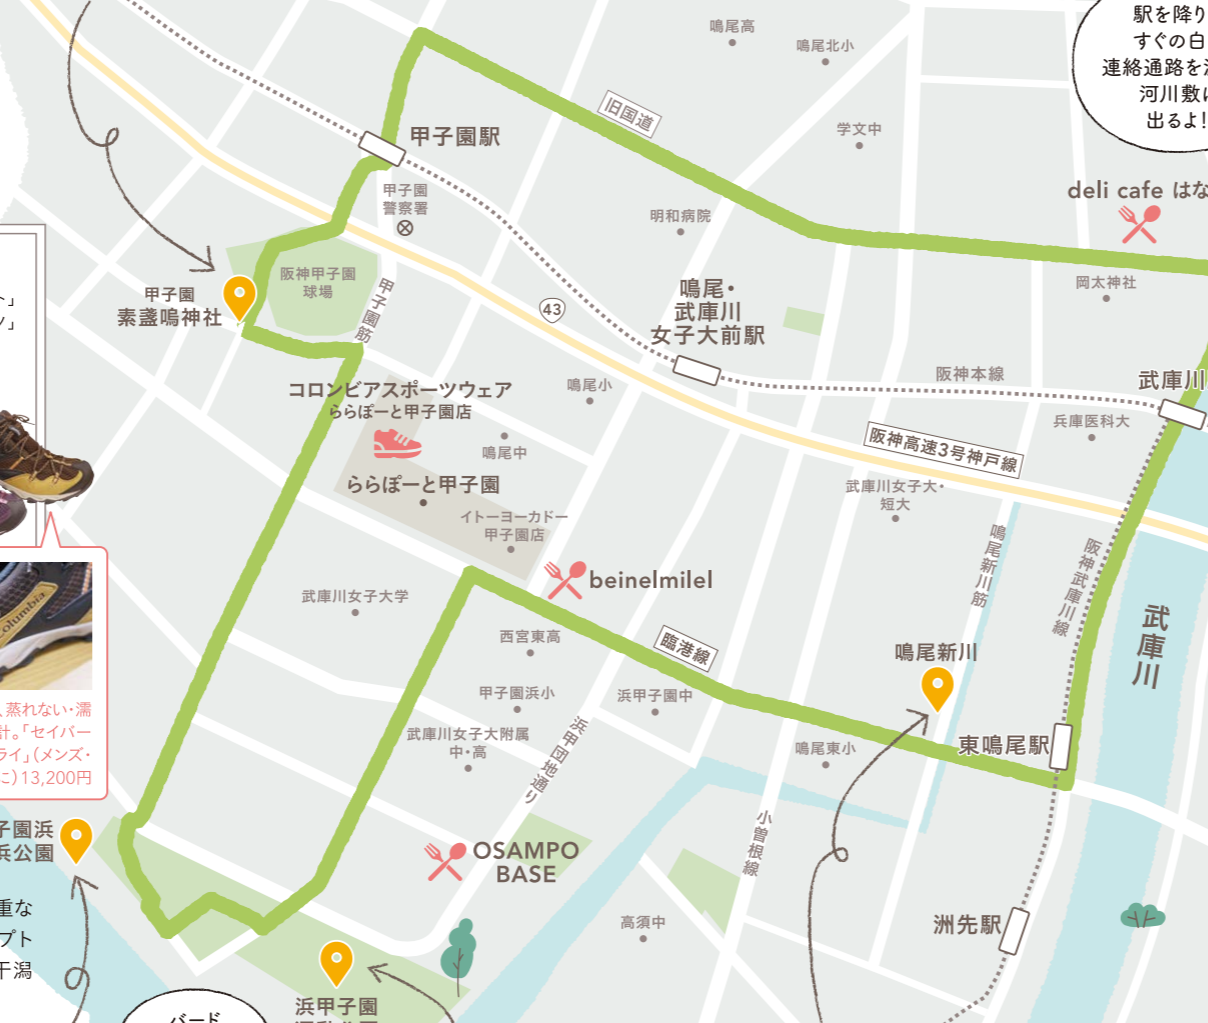 駅を降り
すぐの白
連絡通路を
河川敷に
出るよ!
鳴尾高
鳴尾北小
旧国道
学文中
甲子園駅
甲子園
警察署
明和病院
deli cafe はな
岡太神社
阪神甲子園
球場
甲子園筋
甲子園
素盞嗚神社
43
鳴尾・
武庫川
女子大前駅
阪神本線
武庫川
兵庫医科大
コロンビアスポーツウェア
ららぽーと甲子園店
鳴尾小
鳴尾中
阪神高速3号神戸線
ららぽーと甲子園
イトーヨーカドー
甲子園店
武庫川女子大・
短大
鳴尾新川筋
阪神武庫川線
武庫川
beinelmilel
武庫川女子大学
西宮東高
臨港線
鳴尾新川
甲子園浜小
浜甲子園中
武庫川女子大附属
中・高
浜甲団地通り
鳴尾東小
東鳴尾駅
小曽根線
OSAMPO
BASE
高須中
洲先駅
浜甲子園
Columbia
、蒸れない・濡
計。「セイバー
ライ」(メンズ・
に)13,200円
子園浜
浜公園
重な
プト
干潟
バード